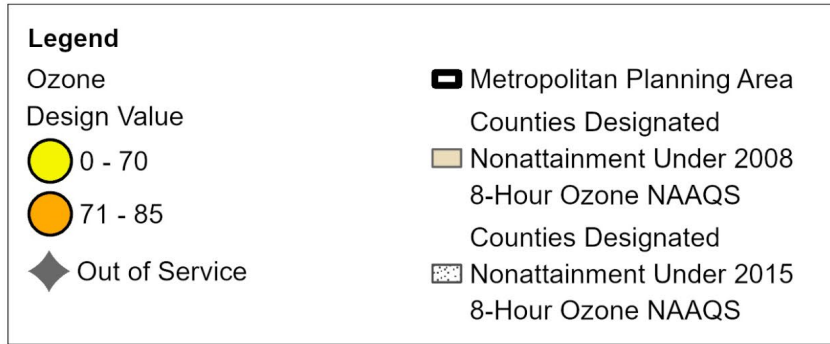 Legend
Ozone
Design Value
0 - 70
71 - 85
Out of Service
Metropolitan Planning Area
Counties Designated
Nonattainment Under 2008
8-Hour Ozone NAAQS
Counties Designated
Nonattainment Under 2015
8-Hour Ozone NAAQS